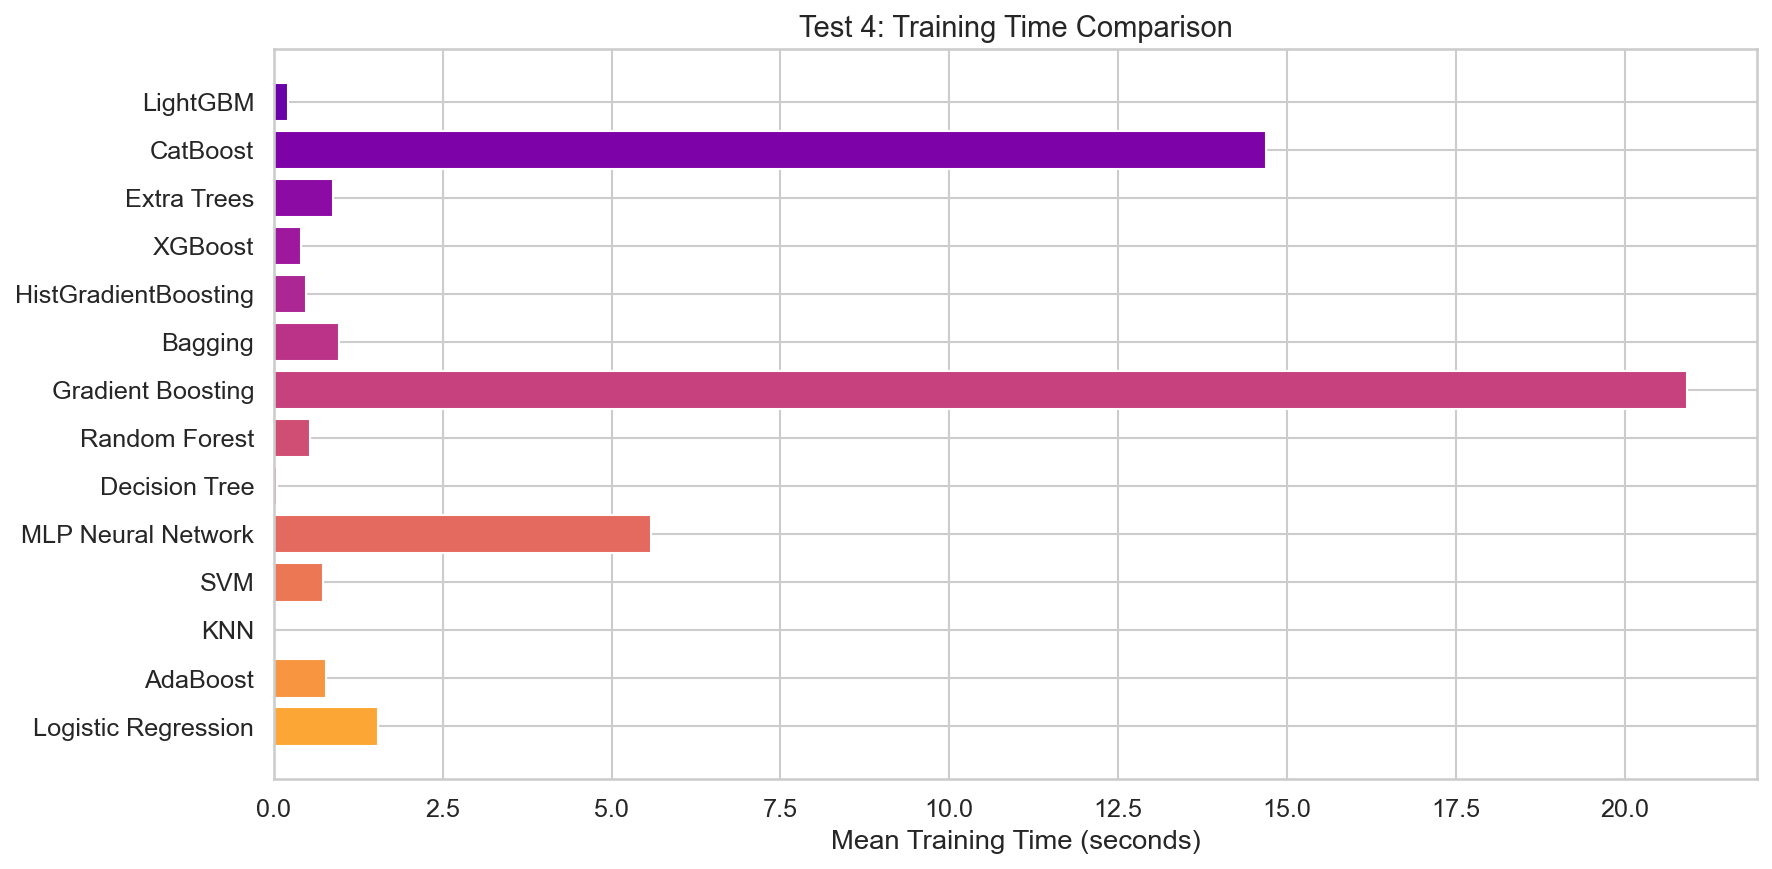 Test 4: Training Time Comparison
LightGBM
CatBoost
Extra Trees
XGBoost
HistGradientBoosting
Bagging
Gradient Boosting
Random Forest
Decision Tree
MLP Neural Network
SVM
KNN
AdaBoost
Logistic Regression
0.0 2.5 5.0 7.5 10.0 12.5 15.0 17.5 20.0
Mean Training Time (seconds)